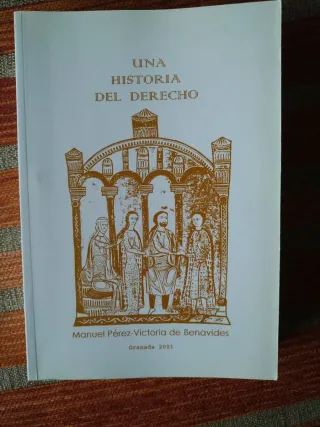 UNA
HISTORIA
DEL DERECHO
Manuel Pérez-Victoria de Benavides
Granada 2011